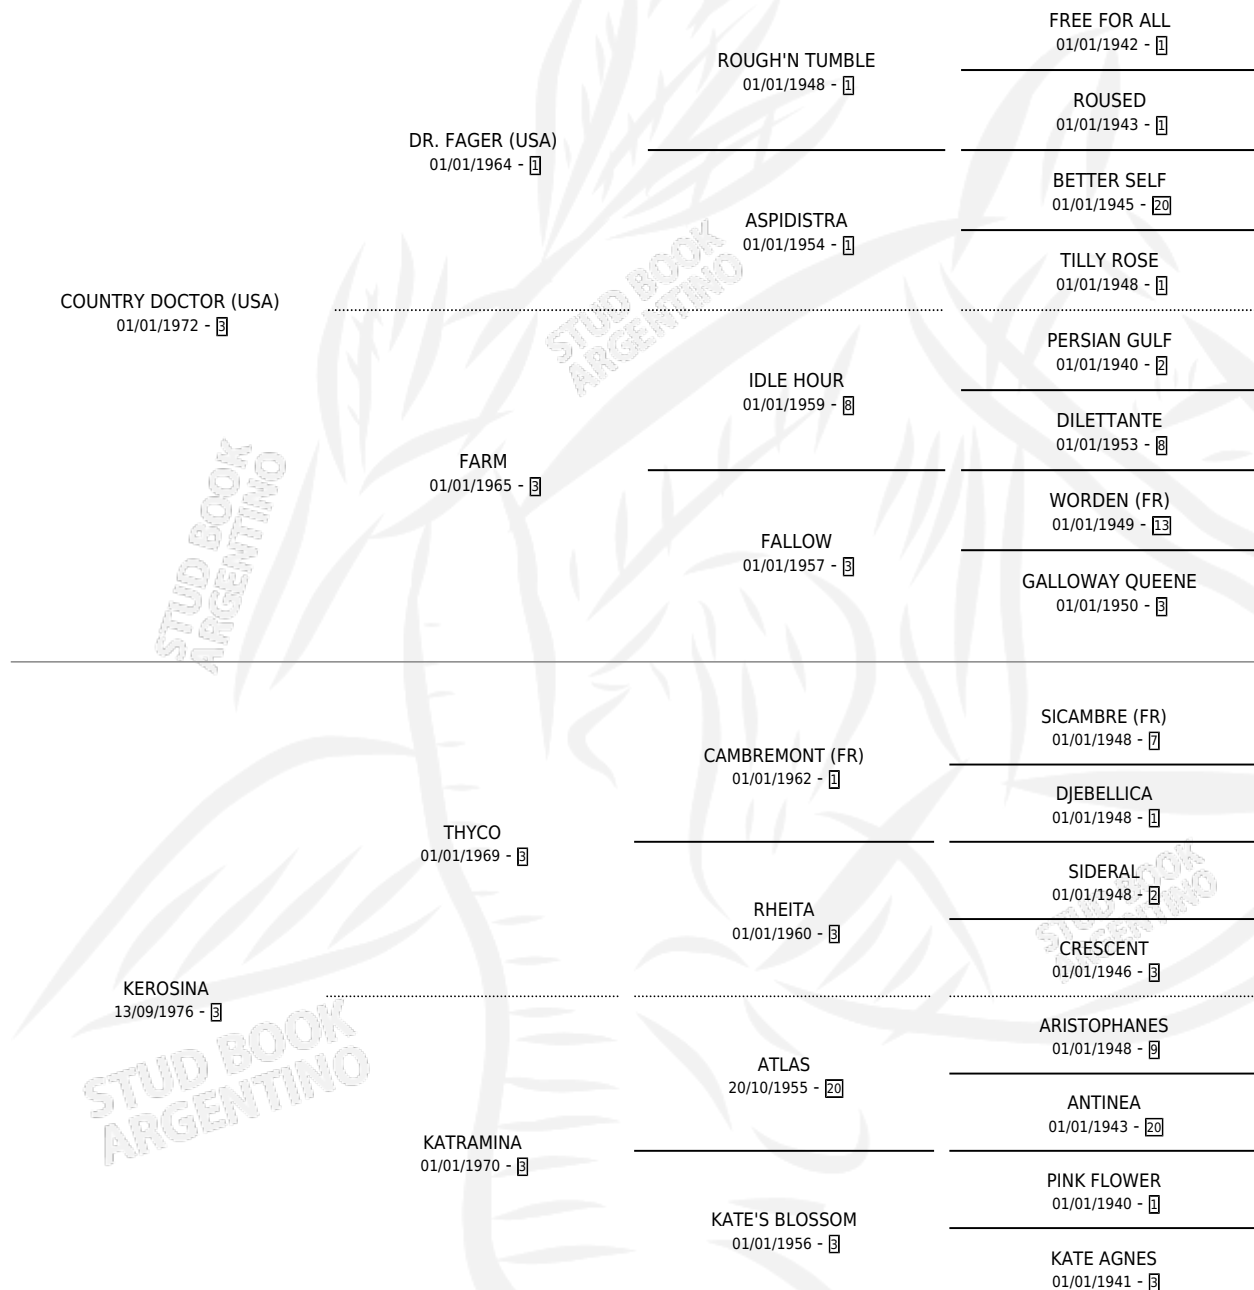 FREE FOR ALL
01/01/1942 - 1
ROUGH'N TUMBLE
01/01/1948 - 1
ROUSED
01/01/1943 - 1
DR. FAGER (USA)
01/01/1964 - 1
BETTER SELF
01/01/1945 - 20
ASPIDISTRA
01/01/1954 - 1
TILLY ROSE
01/01/1948 - 1
COUNTRY DOCTOR (USA)
01/01/1972 - 3
STUD BOOK
ARGENTINO
PERSIAN GULF
01/01/1940 - 2
IDLE HOUR
01/01/1959 - 8
DILETTANTE
01/01/1953 - 8
FARM
01/01/1965 - 3
WORDEN (FR)
01/01/1949 - 13
FALLOW
01/01/1957 - 3
GALLOWAY QUEENE
01/01/1950 - 3
STUD BOOK
ARGENTINO
SICAMBRE (FR)
01/01/1948 - 7
CAMBREMONT (FR)
01/01/1962 - 1
DJEBELLICA
01/01/1948 - 1
THYCO
01/01/1969 - 3
SIDERAL
01/01/1948 - 2
RHEITA
01/01/1960 - 3
CRESCENT
01/01/1946 - 3
STUD BOOK
ARGENTINO
KEROSINA
13/09/1976 - 3
ARISTOPHANES
01/01/1948 - 9
ATLAS
20/10/1955 - 20
ANTINEA
01/01/1943 - 20
STUD BOOK
ARGENTINO
KATRAMINA
01/01/1970 - 3
PINK FLOWER
01/01/1940 - 1
KATE'S BLOSSOM
01/01/1956 - 3
KATE AGNES
01/01/1941 - 3